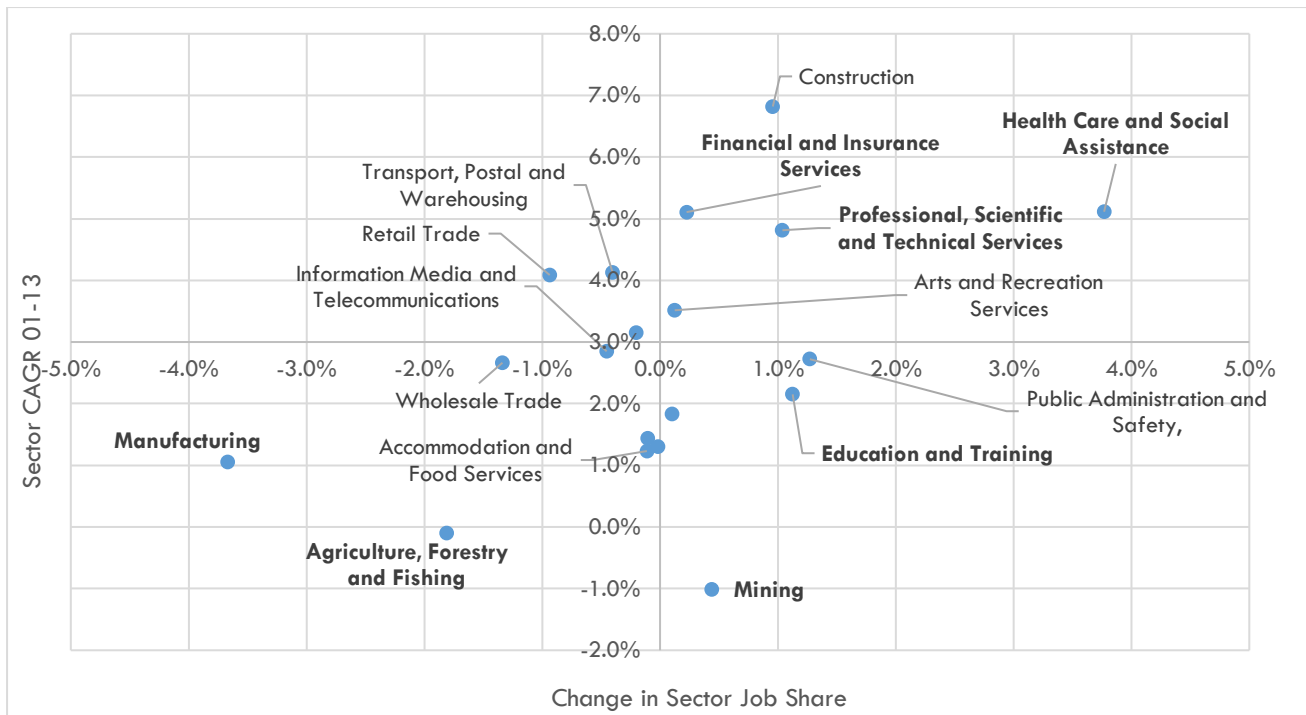 8.0%
Construction
7.0%
Health Care and Social
Assistance
Financial and Insurance
Services
6.0%
Transport, Postal and
Warehousing
5.0%
Professional, Scientific
and Technical Services
Retail Trade
4.0%
Information Media and
Telecommunications
Arts and Recreation
Services
3.0%
-5.0%
-4.0%
-3.0%
-2.0%
-1.0%
0.0%
1.0%
2.0%
3.0%
4.0%
5.0%
Wholesale Trade
2.0%
Public Administration and
Safety,
Manufacturing
Accommodation and
Food Services
1.0%
Education and Training
0.0%
Agriculture, Forestry
and Fishing
-1.0%
Mining
-2.0%
Sector CAGR 01-13
Change in Sector Job Share